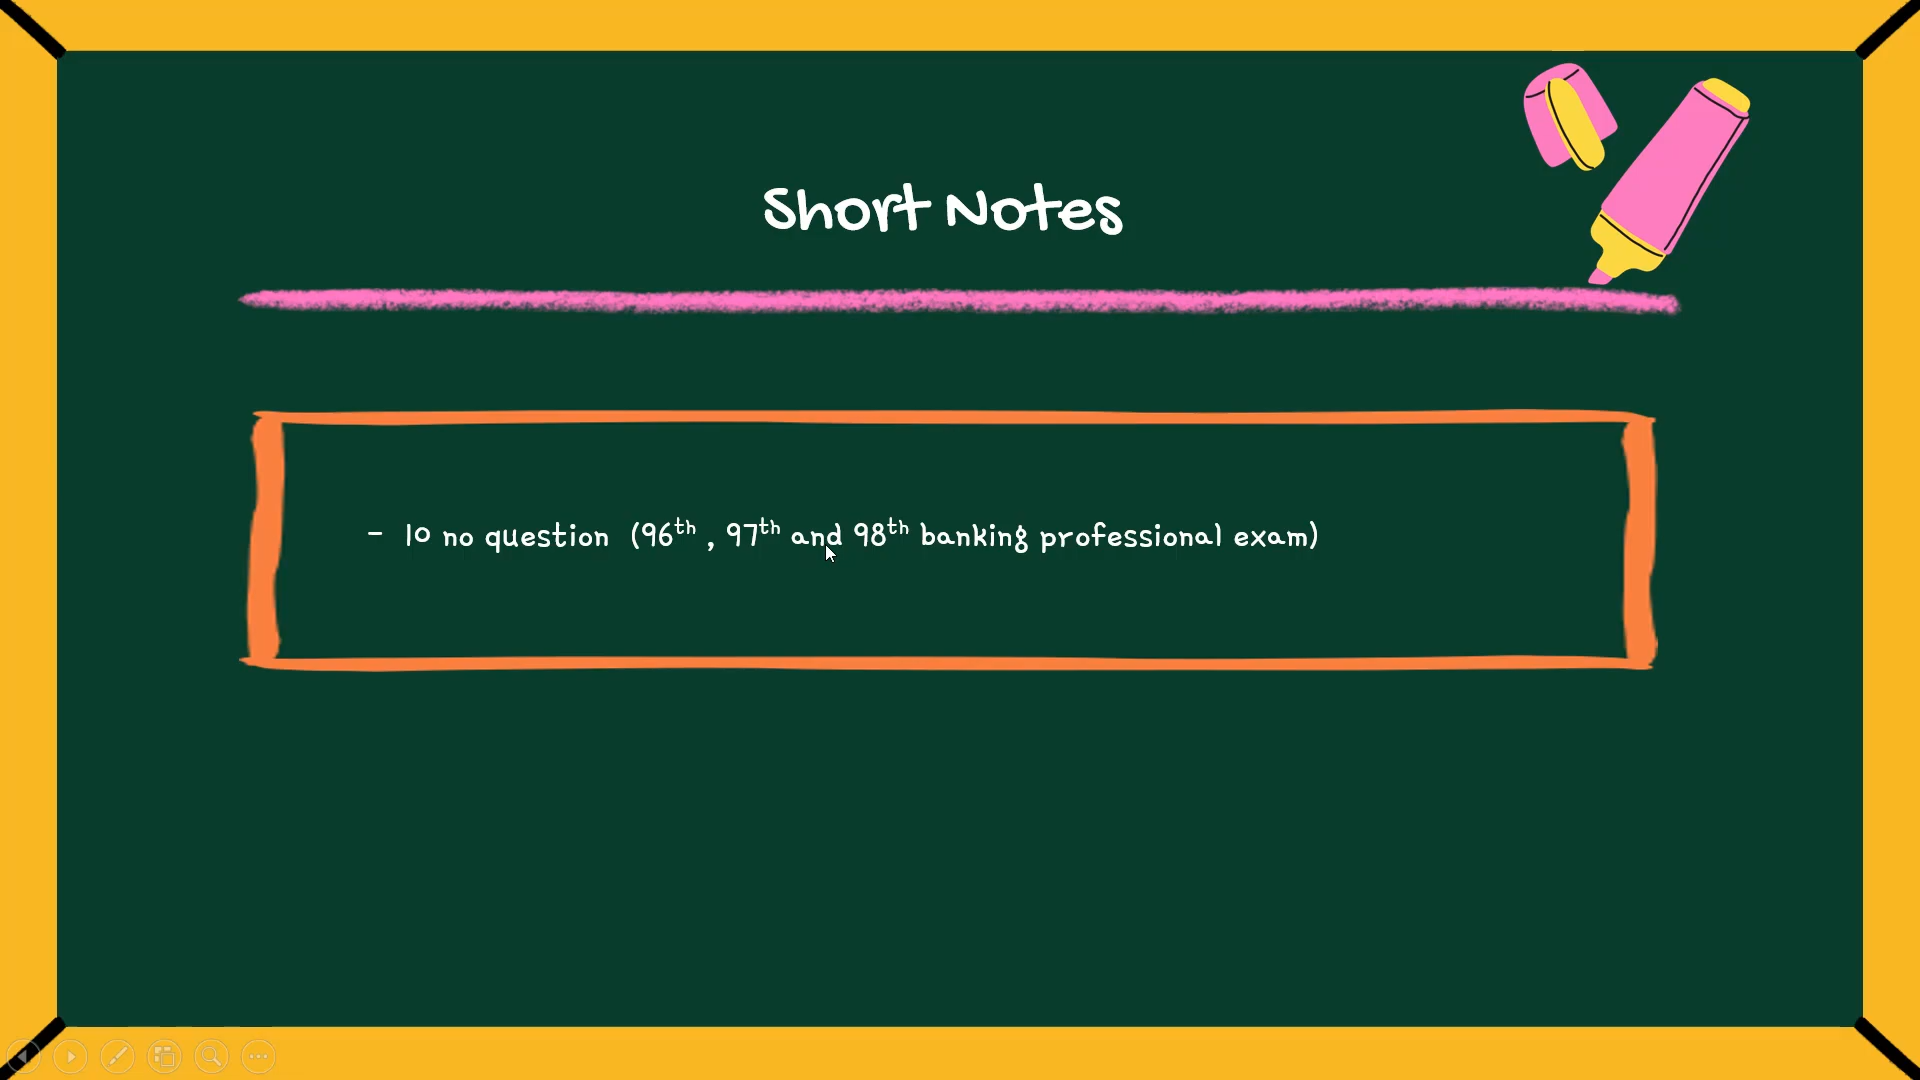 Short Notes
- 10 no question (96th , 97th and 98th banking professional exam)